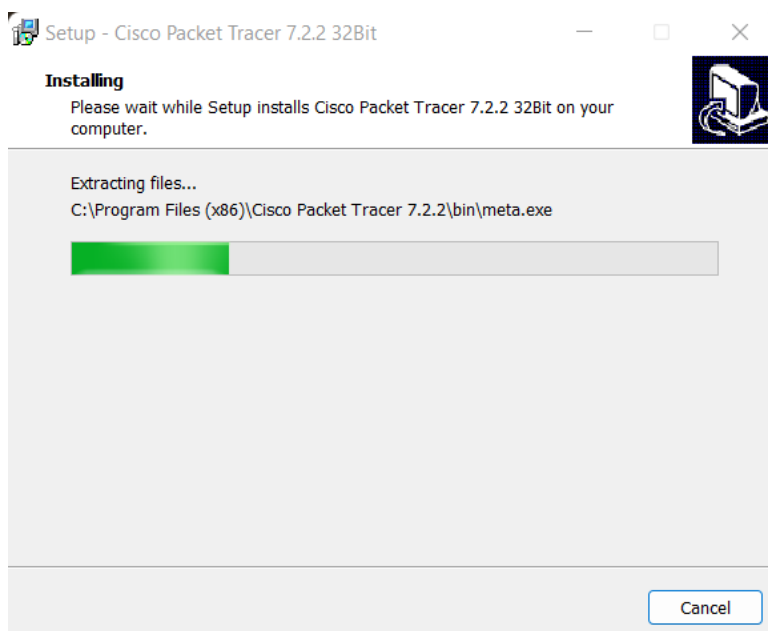 Setup - Cisco Packet Tracer 7.2.2 32Bit
Installing
Please wait while Setup installs Cisco Packet Tracer 7.2.2 32Bit on your
computer.
Extracting files...
C:\Program Files (x86)\Cisco Packet Tracer 7.2.2\bin\meta.exe
Cancel